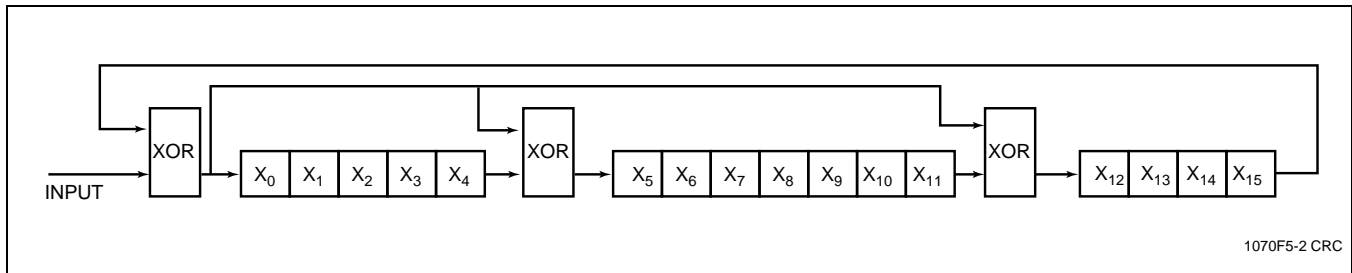 XOR
XOR
XOR
INPUT
X0 X1 X2 X3 X4
X5 X6 X7 X8 X9 X10 X11
X12 X13 X14 X15
1070F5-2 CRC